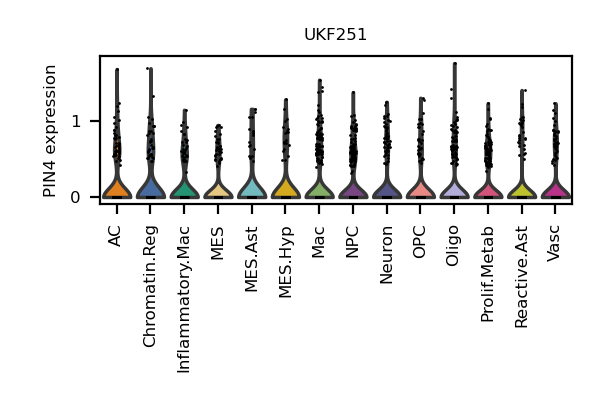 UKF251
PIN4 expression
1
0
AC
Chromatin.Reg
Inflammatory.Mac
MES
MES.Ast
MES.Hyp
Mac
NPC
Neuron
OPC
Oligo
Prolif.Metab
Reactive.Ast
Vasc